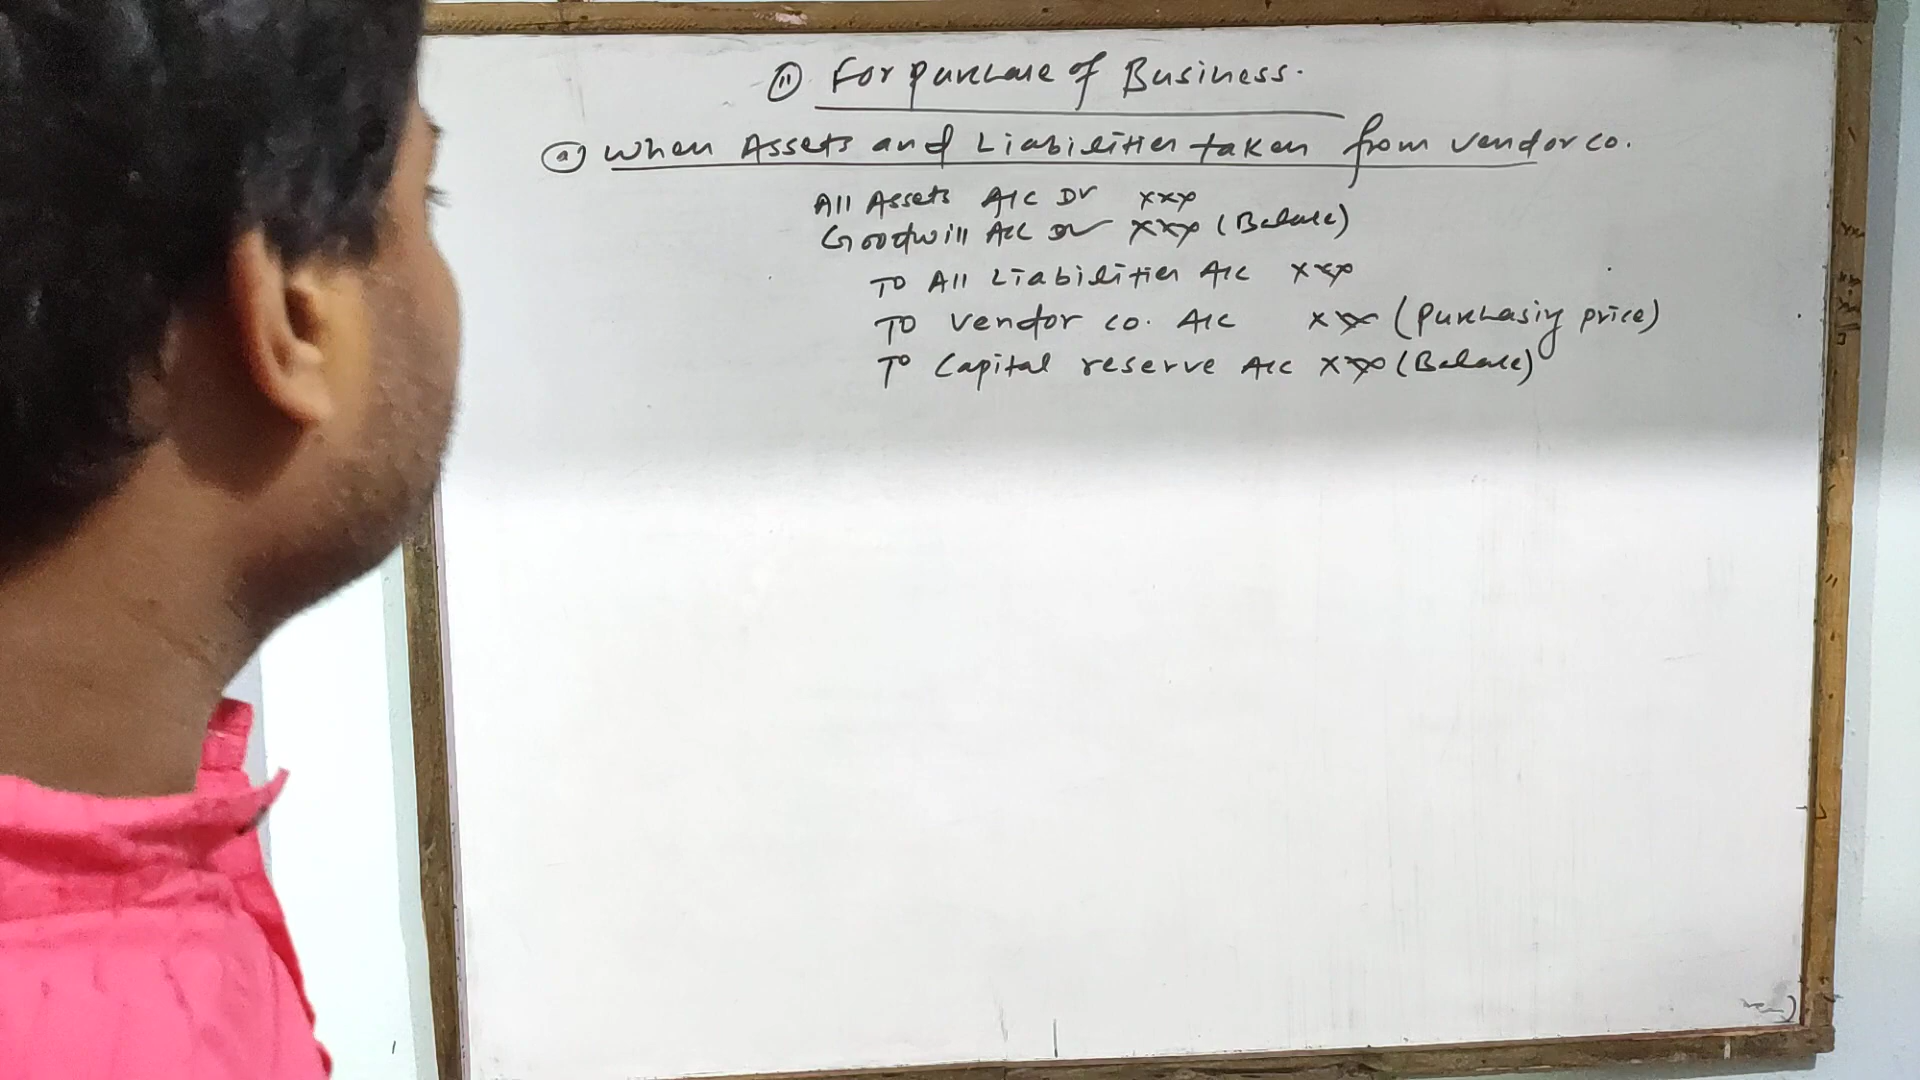 (11) For Purchase of Business.
(a) When Assets and Liabilities taken from vendor co.
All Assets A/c Dr xxx
Goodwill A/c Dr xxx (Balance)
To All Liabilities A/c xxx
To Vendor co. A/c xxx (Purchasing price)
To Capital reserve A/c xxx (Balance)